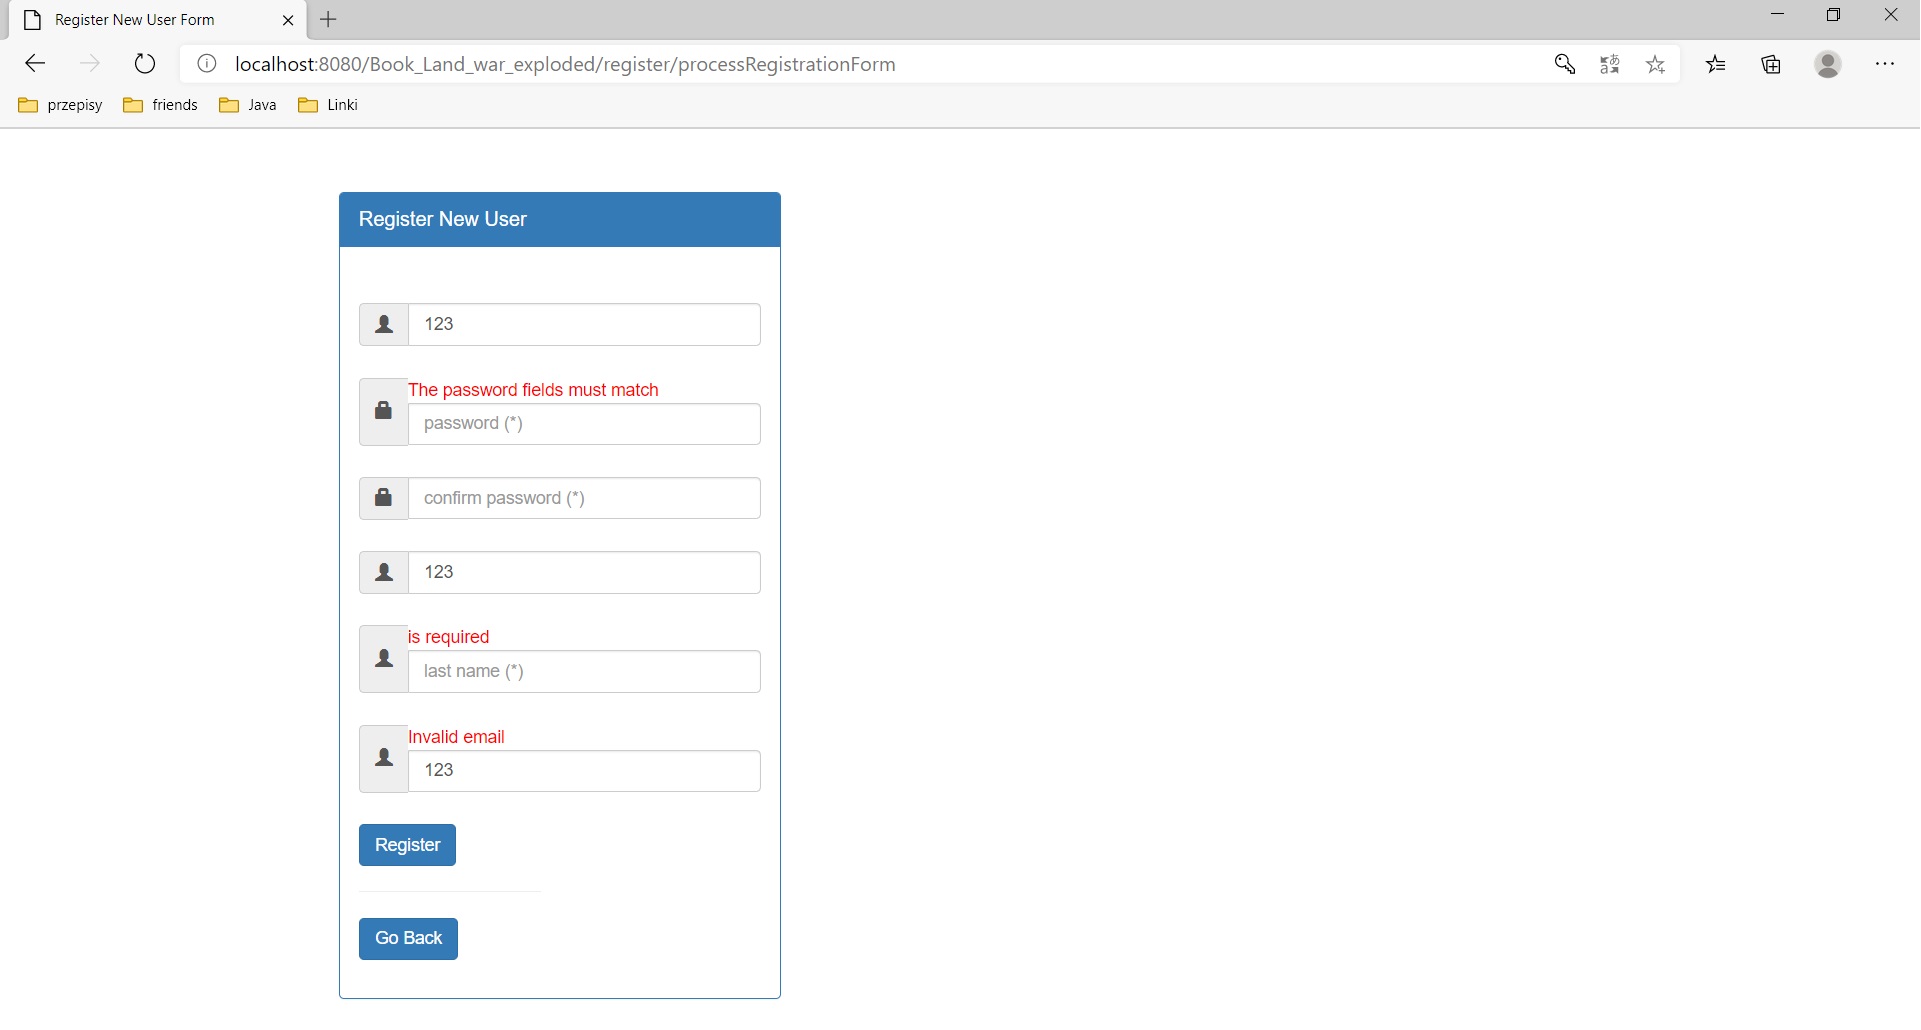 Register New User Form
localhost:8080/Book_Land_war_exploded/register/processRegistrationForm
przepisy friends Java Linki
Register New User
123
The password fields must match
password (*)
confirm password (*)
123
is required
last name (*)
Invalid email
123
Register
Go Back